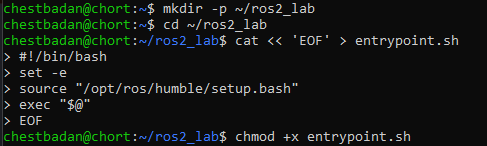 chestbadan@chort:~$ mkdir -p ~/ros2_lab
chestbadan@chort:~$ cd ~/ros2_lab
chestbadan@chort:~/ros2_lab$ cat << 'EOF' > entrypoint.sh
> #!/bin/bash
> set -e
> source "/opt/ros/humble/setup.bash"
> exec "$@"
> EOF
chestbadan@chort:~/ros2_lab$ chmod +x entrypoint.sh